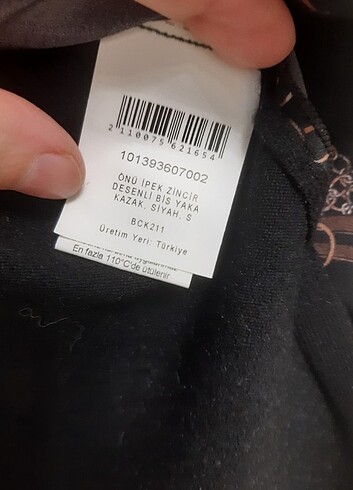 2110075621654
101393607002
ÖNÜ İPEK ZİNCİR
DESENLİ BİS YAKA
KAZAK, SİYAH, S
BCK211
Üretim Yeri: Türkiye
En fazla 110°C'de ütülenir